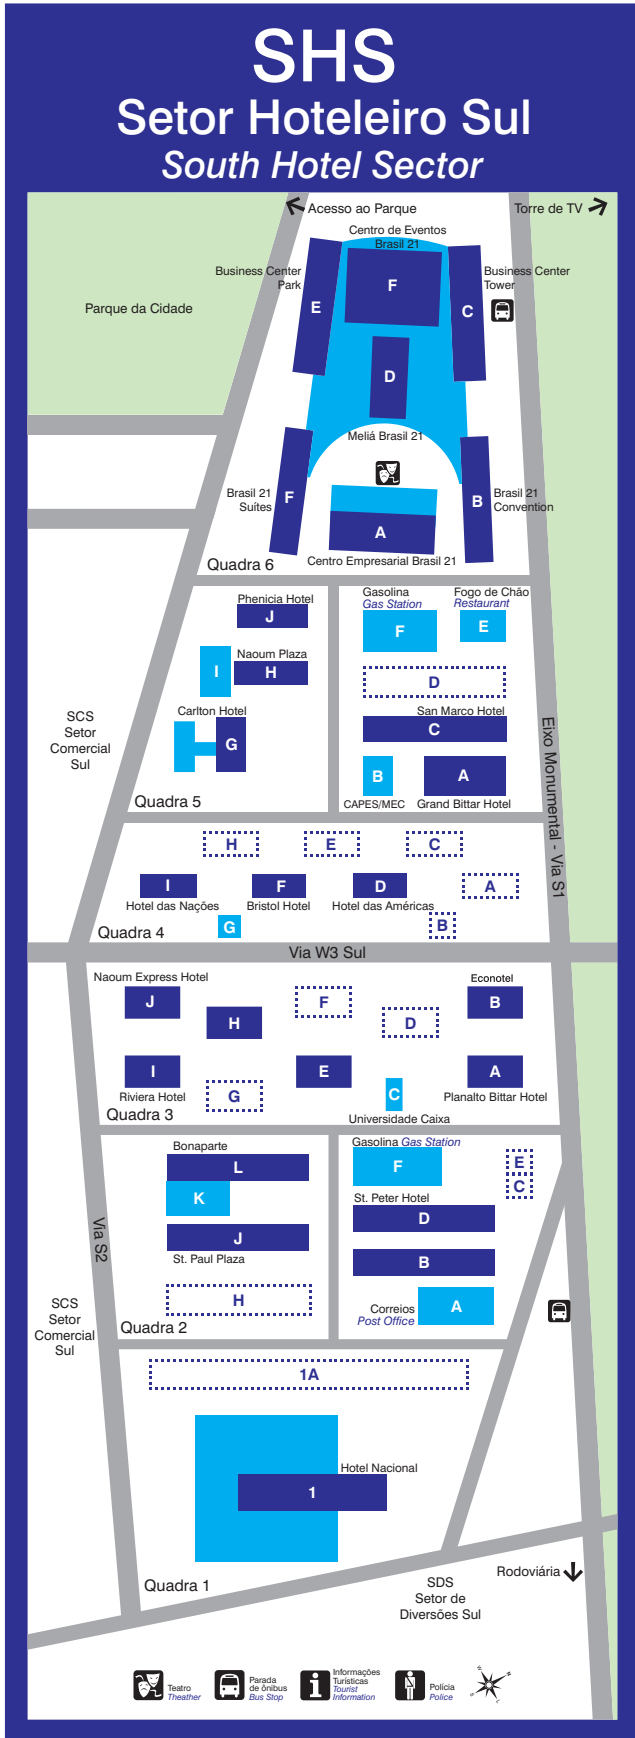 SHS
Setor Hoteleiro Sul
South Hotel Sector
Acesso ao Parque
Torre de TV
Centro de Eventos
Brasil 21
Business Center
Park
Business Center
Tower
F
E
C
Parque da Cidade
D
Meliá Brasil 21
Brasil 21
Suítes
F
B
Brasil 21
Convention
A
Centro Empresarial Brasil 21
Quadra 6
Phenicia Hotel
J
Gasolina
Gas Station
F
Fogo de Chão
Restaurant
E
Naoum Plaza
I
H
D
Carlton Hotel
G
San Marco Hotel
C
SCS
Setor
Comercial
Sul
B
A
CAPES/MEC
Grand Bittar Hotel
Quadra 5
Eixo Monumental - Via S1
H
E
C
I
F
D
A
Hotel das Nações
Bristol Hotel
Hotel das Américas
G
B
Quadra 4
Via W3 Sul
Naoum Express Hotel
Econotel
J
H
F
D
B
I
E
A
Riviera Hotel
G
C
Planalto Bittar Hotel
Quadra 3
Universidade Caixa
Bonaparte
L
K
J
St. Paul Plaza
H
Quadra 2
Gasolina Gas Station
F
E
C
St. Peter Hotel
D
B
Correios
Post Office
A
Via S2
SCS
Setor
Comercial
Sul
1A
Hotel Nacional
1
Quadra 1
Rodoviária
SDS
Setor de
Diversões Sul
Teatro
Theather
Parada
de ônibus
Bus Stop
Informações
Turísticas
Tourist
Information
Polícia
Police
N
S
L